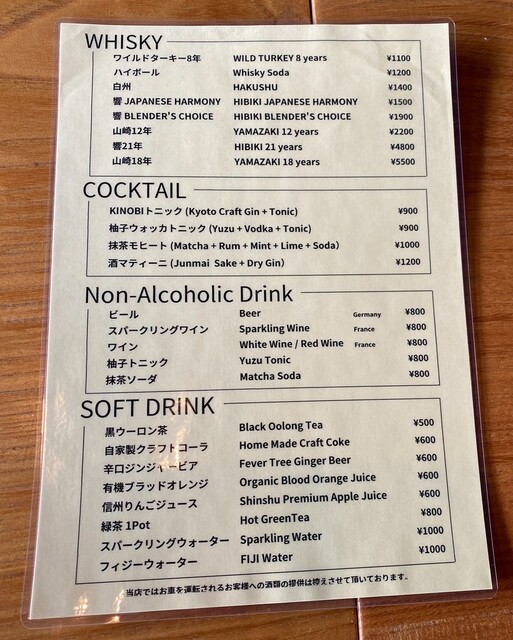 WHISKY
ワイルドターキー8年 WILD TURKEY 8 years ¥1100
ハイボール Whisky Soda ¥1200
白州 HAKUSHU ¥1400
響 JAPANESE HARMONY HIBIKI JAPANESE HARMONY ¥1500
響 BLENDER'S CHOICE HIBIKI BLENDER'S CHOICE ¥1900
山崎12年 YAMAZAKI 12 years ¥2200
響21年 HIBIKI 21 years ¥4800
山崎18年 YAMAZAKI 18 years ¥5500
COCKTAIL
KINOBIトニック (Kyoto Craft Gin + Tonic) ¥900
柚子ウォッカトニック (Yuzu + Vodka + Tonic) ¥900
抹茶モヒート (Matcha + Rum + Mint + Lime + Soda) ¥1000
酒マティーニ (Junmai Sake + Dry Gin) ¥1200
Non-Alcoholic Drink
ビール Beer Germany ¥800
スパークリングワイン Sparkling Wine France ¥800
ワイン White Wine / Red Wine France ¥800
柚子トニック Yuzu Tonic ¥800
抹茶ソーダ Matcha Soda ¥800
SOFT DRINK
黒ウーロン茶 Black Oolong Tea ¥500
自家製クラフトコーラ Home Made Craft Coke ¥600
辛口ジンジャービア Fever Tree Ginger Beer ¥600
有機ブラッドオレンジ Organic Blood Orange Juice ¥600
信州りんごジュース Shinshu Premium Apple Juice ¥600
緑茶 1Pot Hot GreenTea ¥800
スパークリングウォーター Sparkling Water ¥1000
フィジーウォーター FIJI Water ¥1000
当店ではお車を運転されるお客様への酒類の提供は控えさせて頂いております。